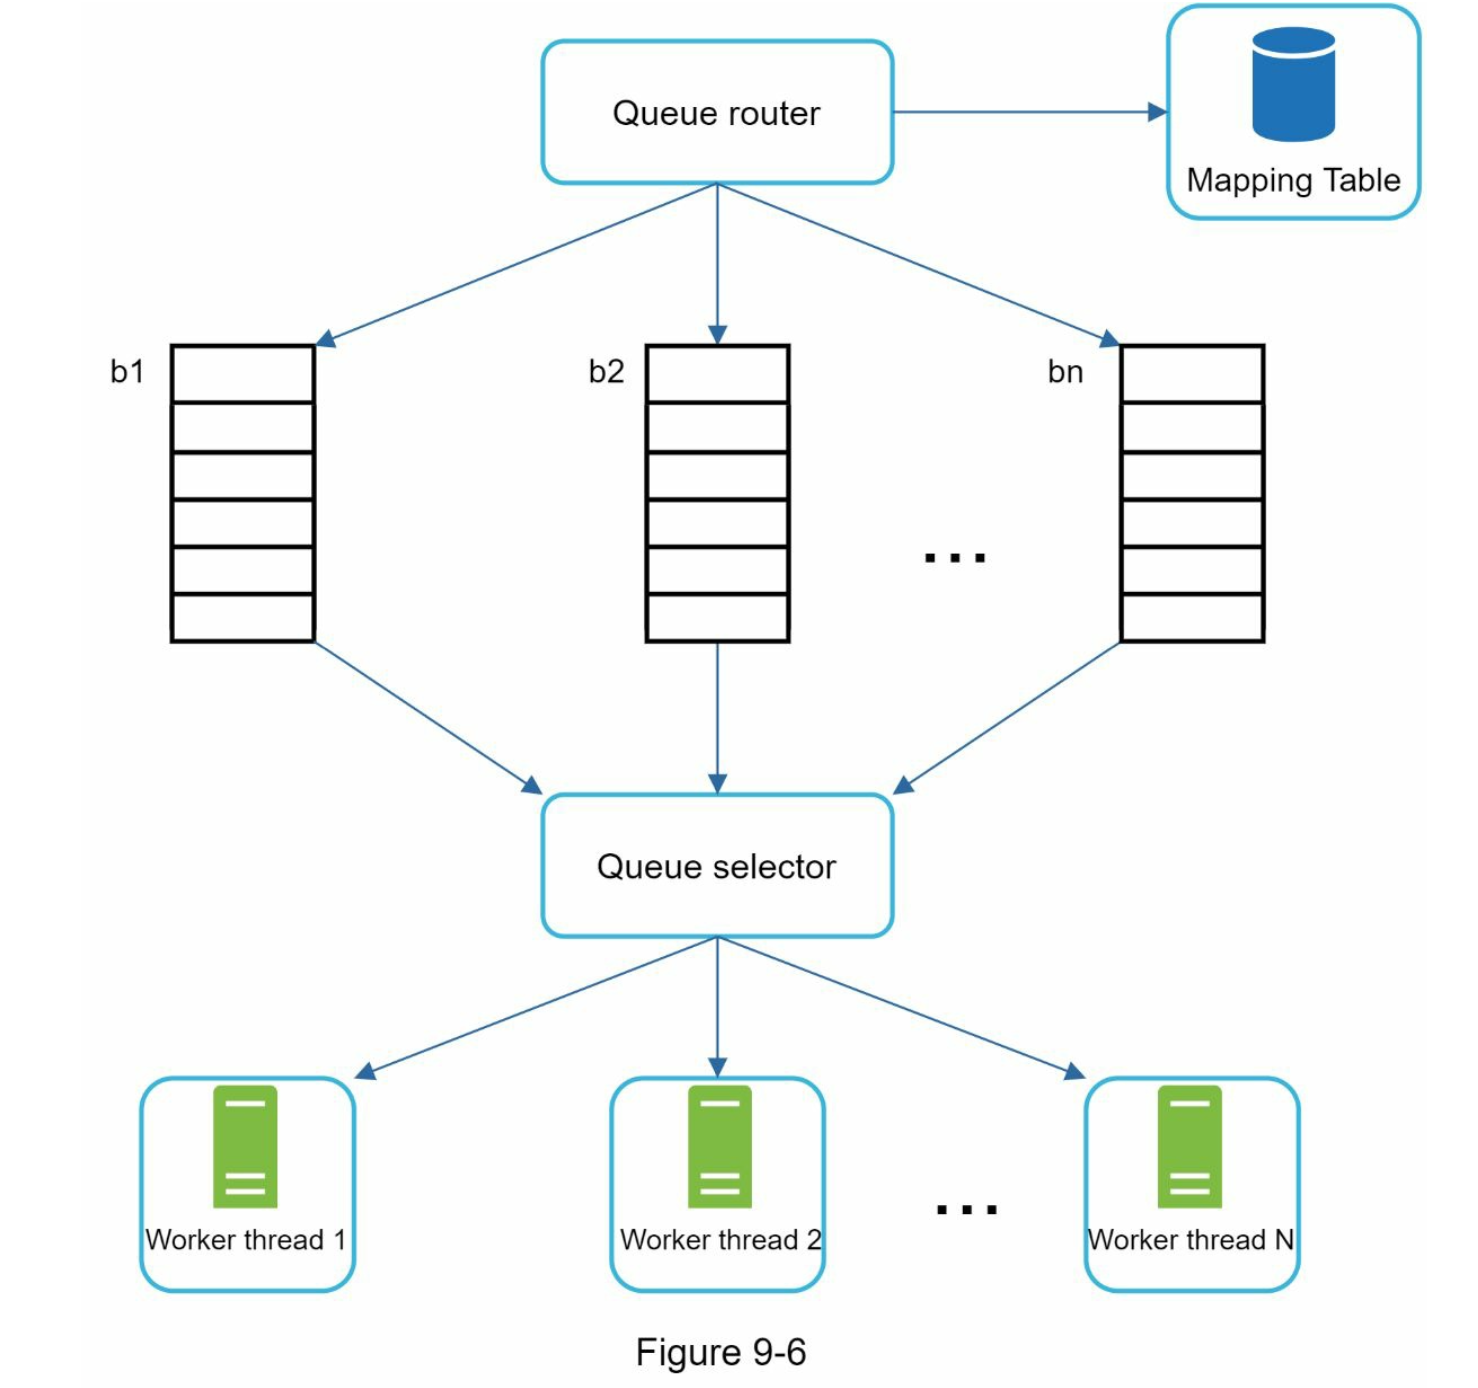 Queue router
Mapping Table
b1
b2
bn
...
Queue selector
Worker thread 1
Worker thread 2
...
Worker thread N
Figure 9-6